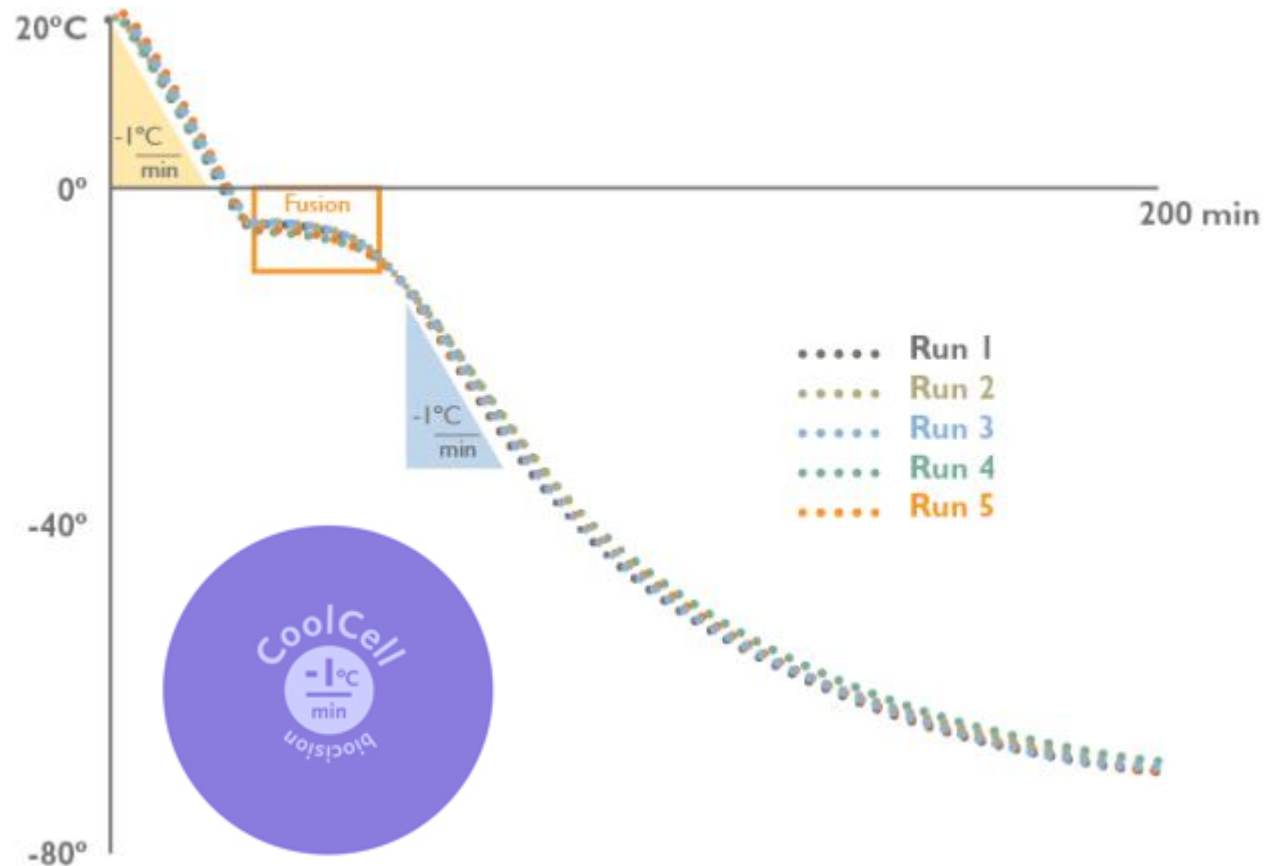 20°C
-1°C
min
0°
Fusion
200 min
-1°C
min
Run 1
Run 2
Run 3
Run 4
Run 5
-40°
CoolCell
-1°C
min
biocision
-80°